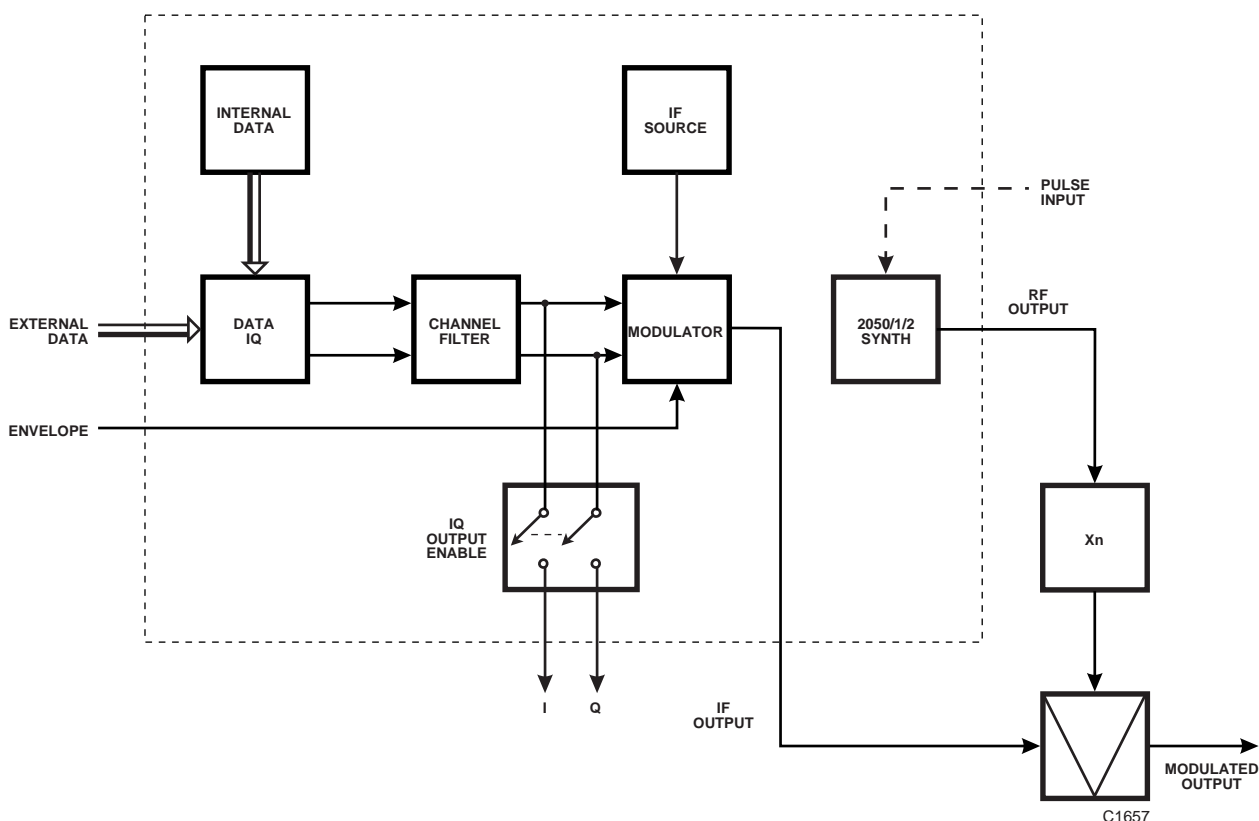 INTERNAL
DATA
IF
SOURCE
PULSE
INPUT
EXTERNAL
DATA
DATA
IQ
CHANNEL
FILTER
MODULATOR
2050/1/2
SYNTH
RF
OUTPUT
ENVELOPE
IQ
OUTPUT
ENABLE
Xn
I
Q
IF
OUTPUT
MODULATED
OUTPUT
C1657